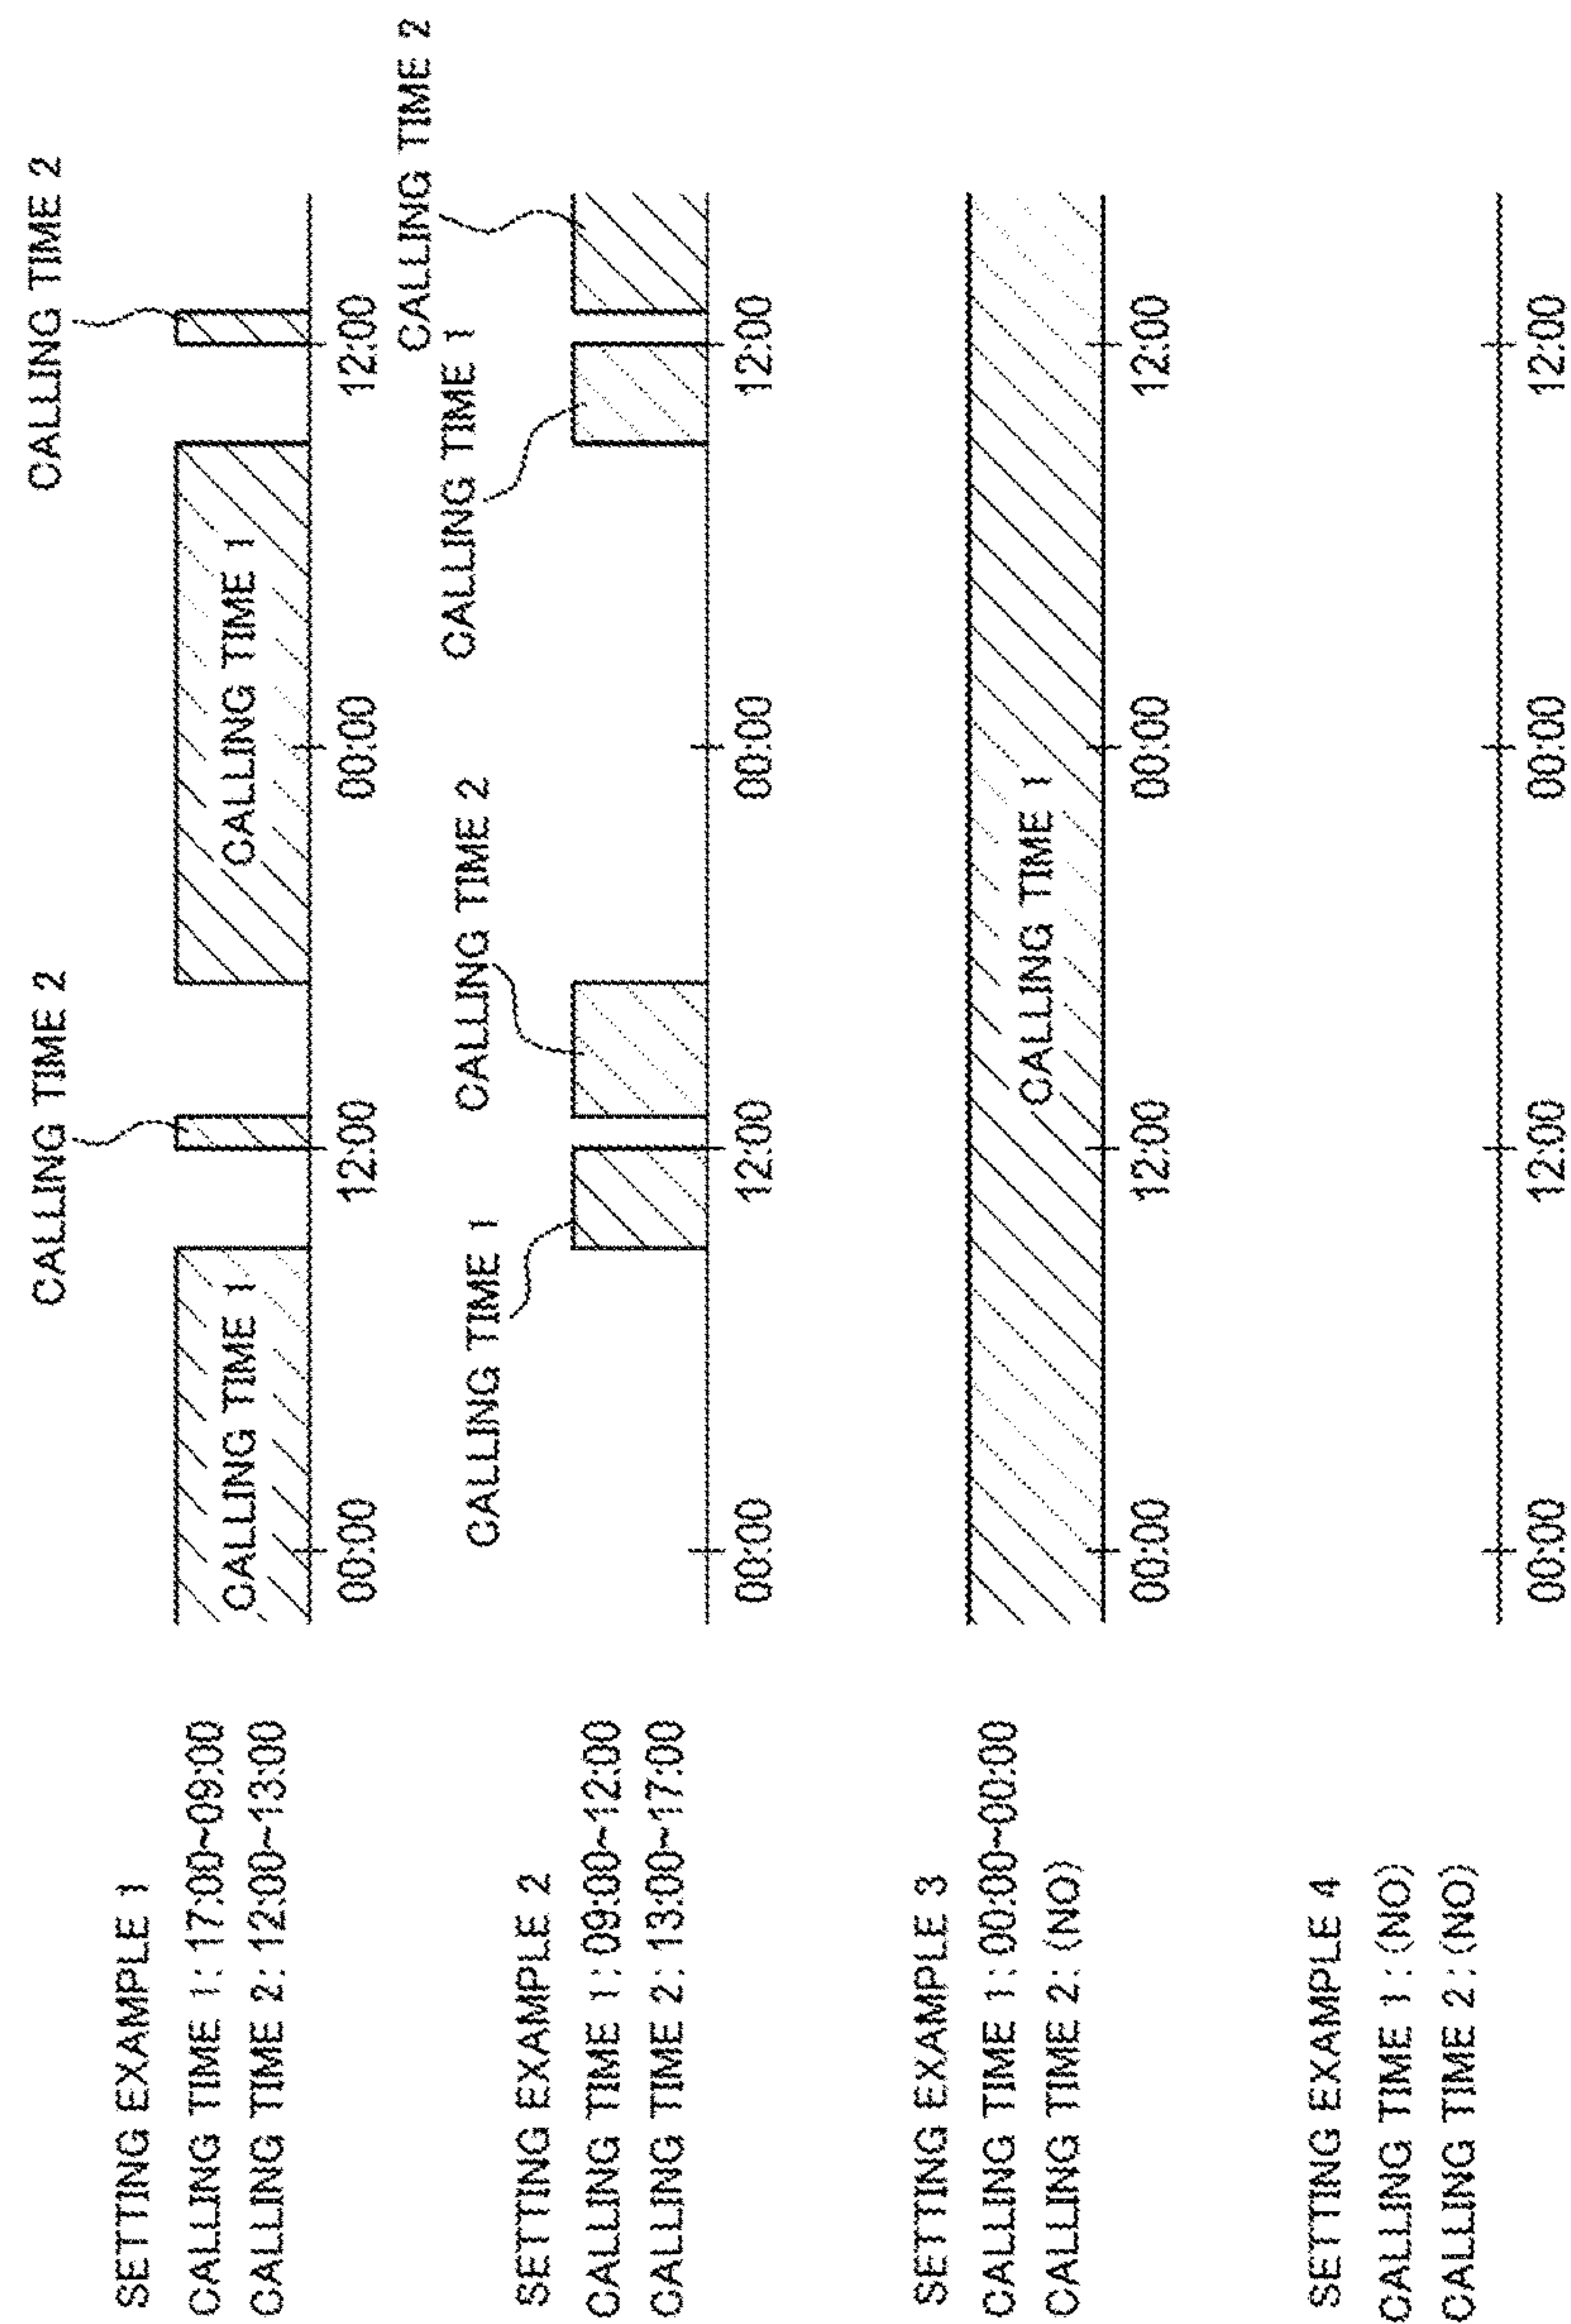 SETTING EXAMPLE 1
CALLING TIME 1: 17:00~09:00
CALLING TIME 2: 12:00~13:00
CALLING TIME 2
CALLING TIME 2
CALLING TIME 1
CALLING TIME 1
00:00
12:00
00:00
12:00
SETTING EXAMPLE 2
CALLING TIME 1: 09:00~12:00
CALLING TIME 2: 13:00~17:00
CALLING TIME 1
CALLING TIME 2
CALLING TIME 1
CALLING TIME 2
00:00
12:00
00:00
12:00
SETTING EXAMPLE 3
CALLING TIME 1: 00:00~00:00
CALLING TIME 2: (NO)
CALLING TIME 1
00:00
12:00
00:00
12:00
SETTING EXAMPLE 4
CALLING TIME 1: (NO)
CALLING TIME 2: (NO)
00:00
12:00
00:00
12:00